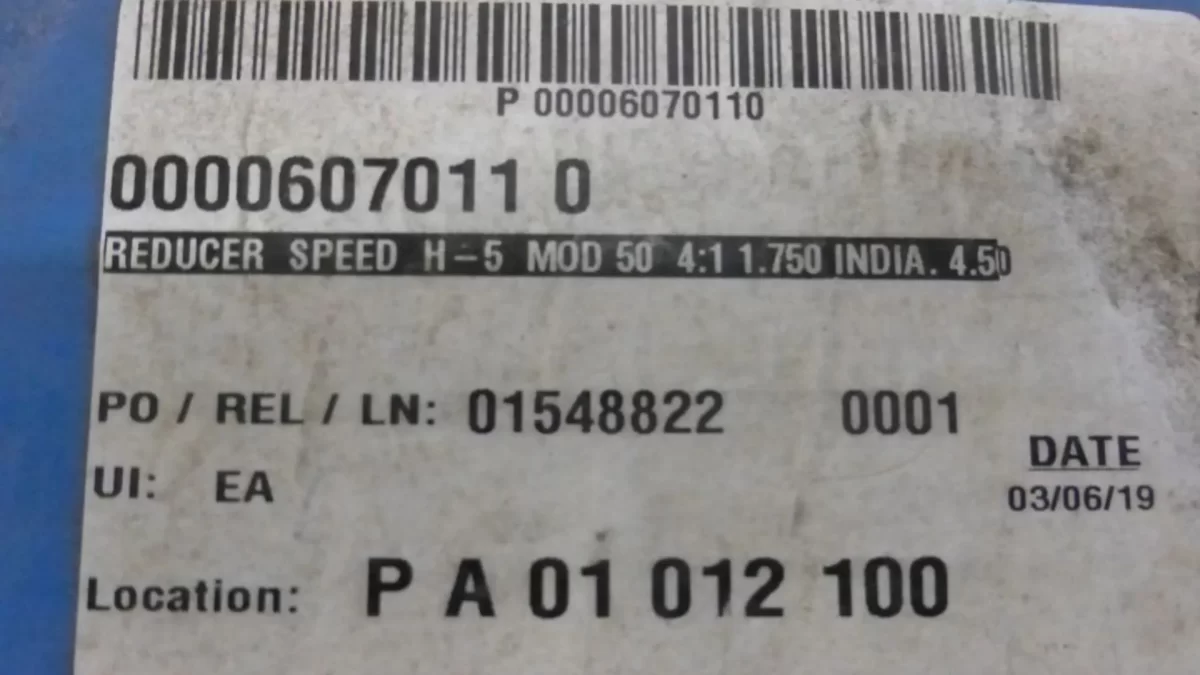 P 00006070110
0000607011 0
REDUCER SPEED H-5 MOD 50 4:1 1.750 INDIA. 4.50
PO / REL / LN: 01548822 0001
DATE
UI: EA
03/06/19
Location: P A 01 012 100